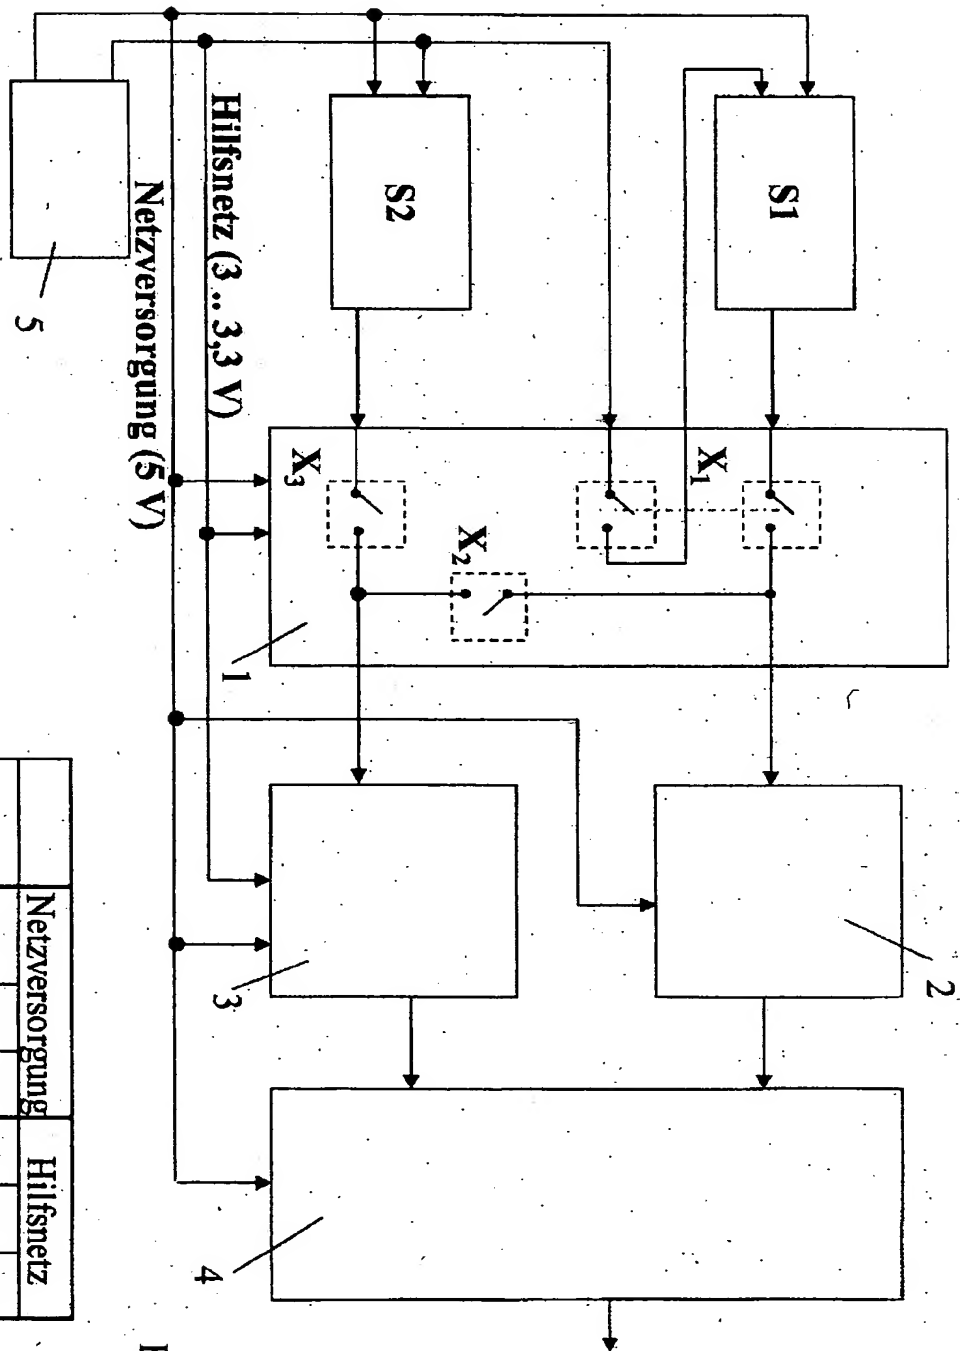 S1
S2
Hilfsnetz (3 .. 3,3 V)
Netzversorgung (5 V)
5
X₁
X₂
X₃
1
2
3
4
Netzversorgung
Hilfsnetz